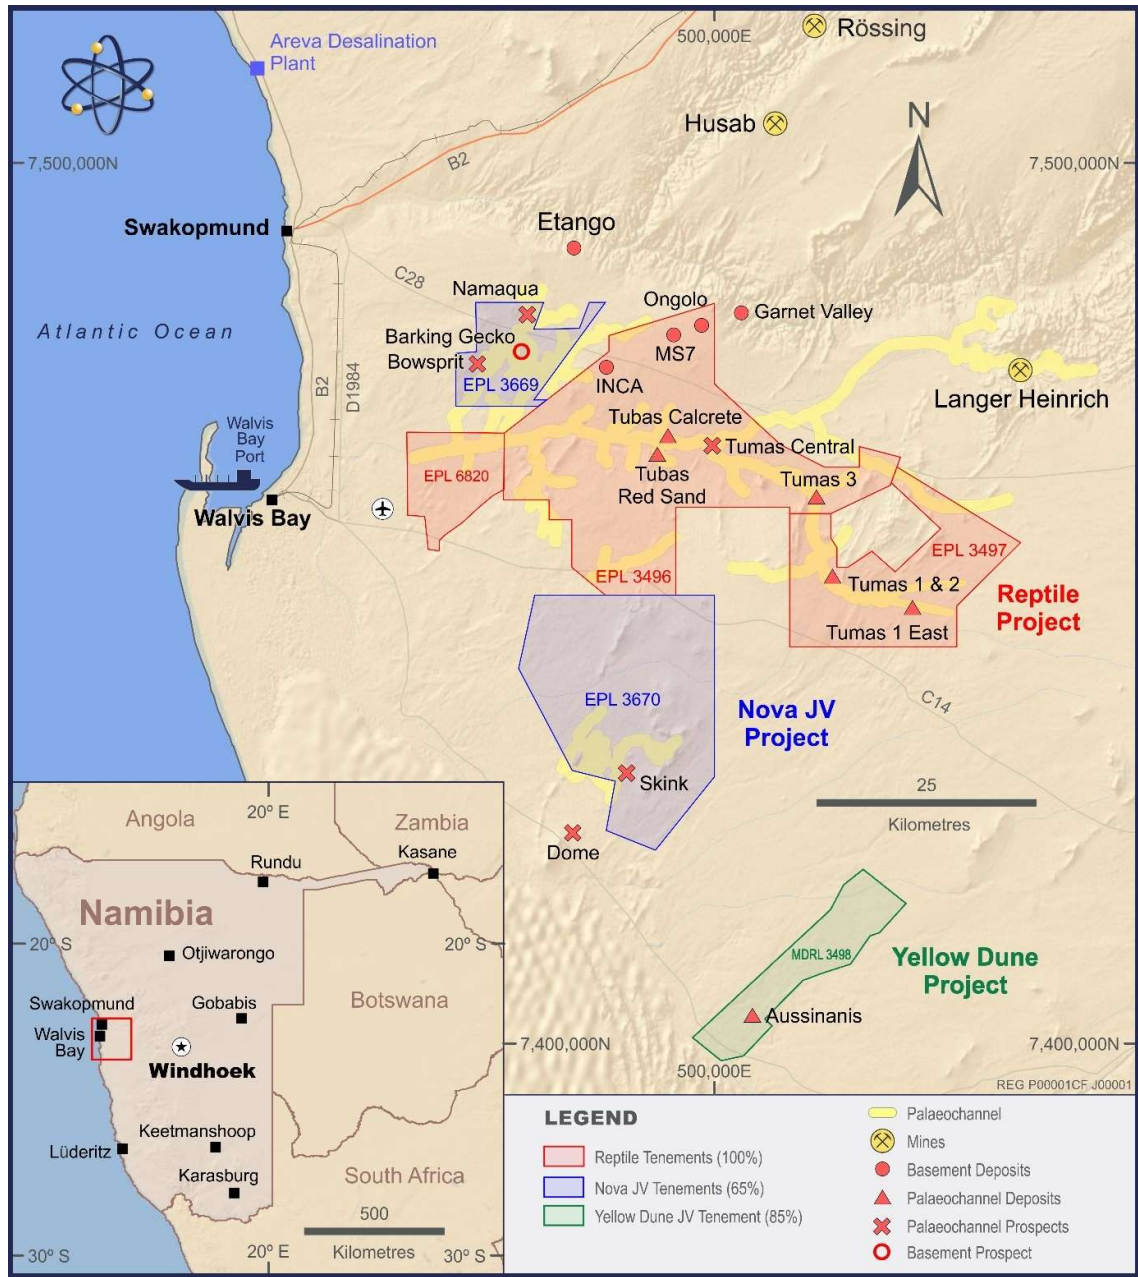 Areva Desalination
Plant
500,000E
Rössing
Husab
N
7,500,000N
7,500,000N
B2
Swakopmund
Etango
C28
Namaqua
Ongolo
Garnet Valley
Atlantic Ocean
Barking Gecko
MS7
Bowsprit
EPL 3669
INCA
Langer Heinrich
B2
D1984
Tubas Calcrete
Walvis
Bay
Port
Tumas Central
EPL 6820
Tubas
Red Sand
Tumas 3
Walvis Bay
EPL 3497
EPL 3496
Tumas 1 & 2
Reptile
Project
Tumas 1 East
EPL 3670
C14
Nova JV
Project
Skink
25
Kilometres
Dome
MDRL 3498
Yellow Dune
Project
Aussinanis
7,400,000N
7,400,000N
500,000E
REG P00001CF J00001
Angola
20° E
Zambia
Rundu
Kasane
Namibia
20° S
20° S
Otjiwarongo
Swakopmund
Gobabis
Botswana
Walvis
Bay
Windhoek
Keetmanshoop
Lüderitz
Karasburg
South Africa
500
Kilometres
30° S
20° E
30° S
LEGEND
Reptile Tenements (100%)
Nova JV Tenements (65%)
Yellow Dune JV Tenement (85%)
Palaeochannel
Mines
Basement Deposits
Palaeochannel Deposits
Palaeochannel Prospects
Basement Prospect